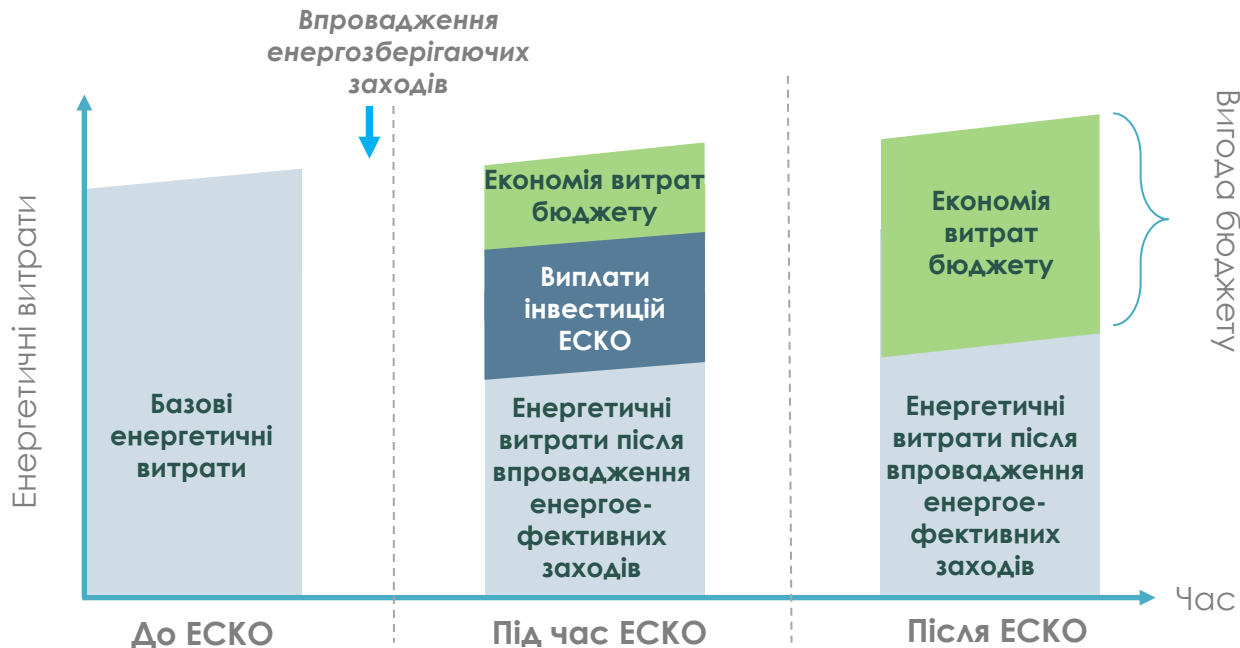 Впровадження
енергозберігаючих
заходів
Енергетичні витрати
Базові
енергетичні
витрати
Економія витрат
бюджету
Виплати
інвестицій
ЕСКО
Енергетичні
витрати після
впровадження
енергое-
фективних
заходів
Економія
витрат
бюджету
Енергетичні
витрати після
впровадження
енергое-
фективних
заходів
Вигода бюджету
Час
До ЕСКО
Під час ЕСКО
Після ЕСКО